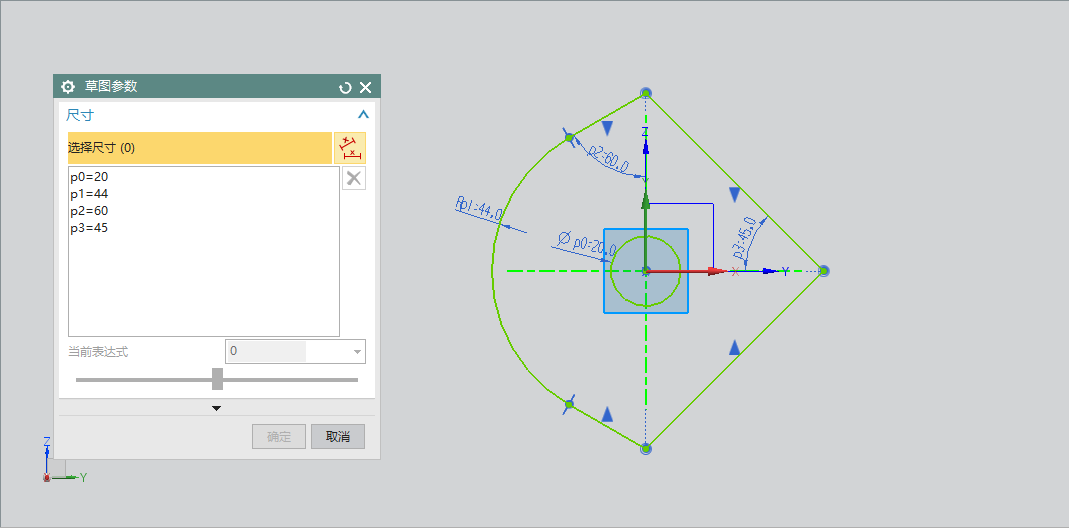 草图参数
尺寸
选择尺寸 (0)
p0=20
p1=44
p2=60
p3=45
当前表达式
0
确定
取消
Z
Y
Z
p2=60,0
Rp1:44,0
Ø p0:20,0
p3:45,0
X
Y